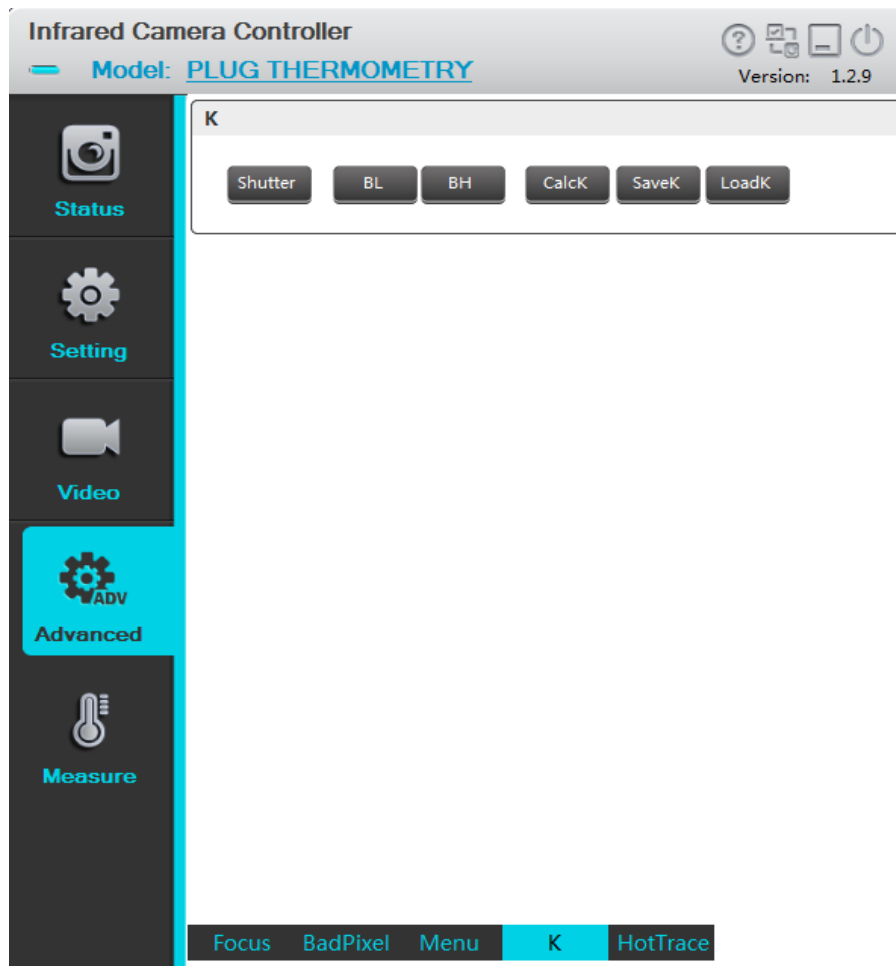 Infrared Camera Controller
Model: PLUG THERMOMETRY
Version: 1.2.9
Status
Setting
Video
ADV
Advanced
Measure
K
Shutter BL BH CalcK SaveK LoadK
Focus BadPixel Menu K HotTrace